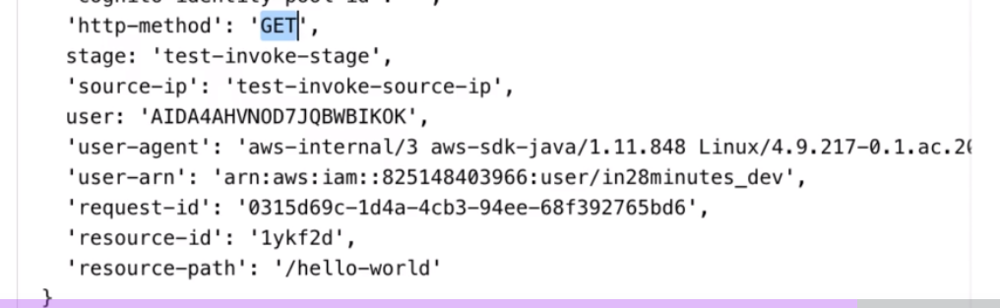 'http-method': 'GET',
stage: 'test-invoke-stage',
'source-ip': 'test-invoke-source-ip',
user: 'AIDA4AHVNOD7JQBWBIKOK',
'user-agent': 'aws-internal/3 aws-sdk-java/1.11.848 Linux/4.9.217-0.1.ac.20
'user-arn': 'arn:aws:iam::825148403966:user/in28minutes_dev',
'request-id': '0315d69c-1d4a-4cb3-94ee-68f392765bd6',
'resource-id': '1ykf2d',
'resource-path': '/hello-world'
}